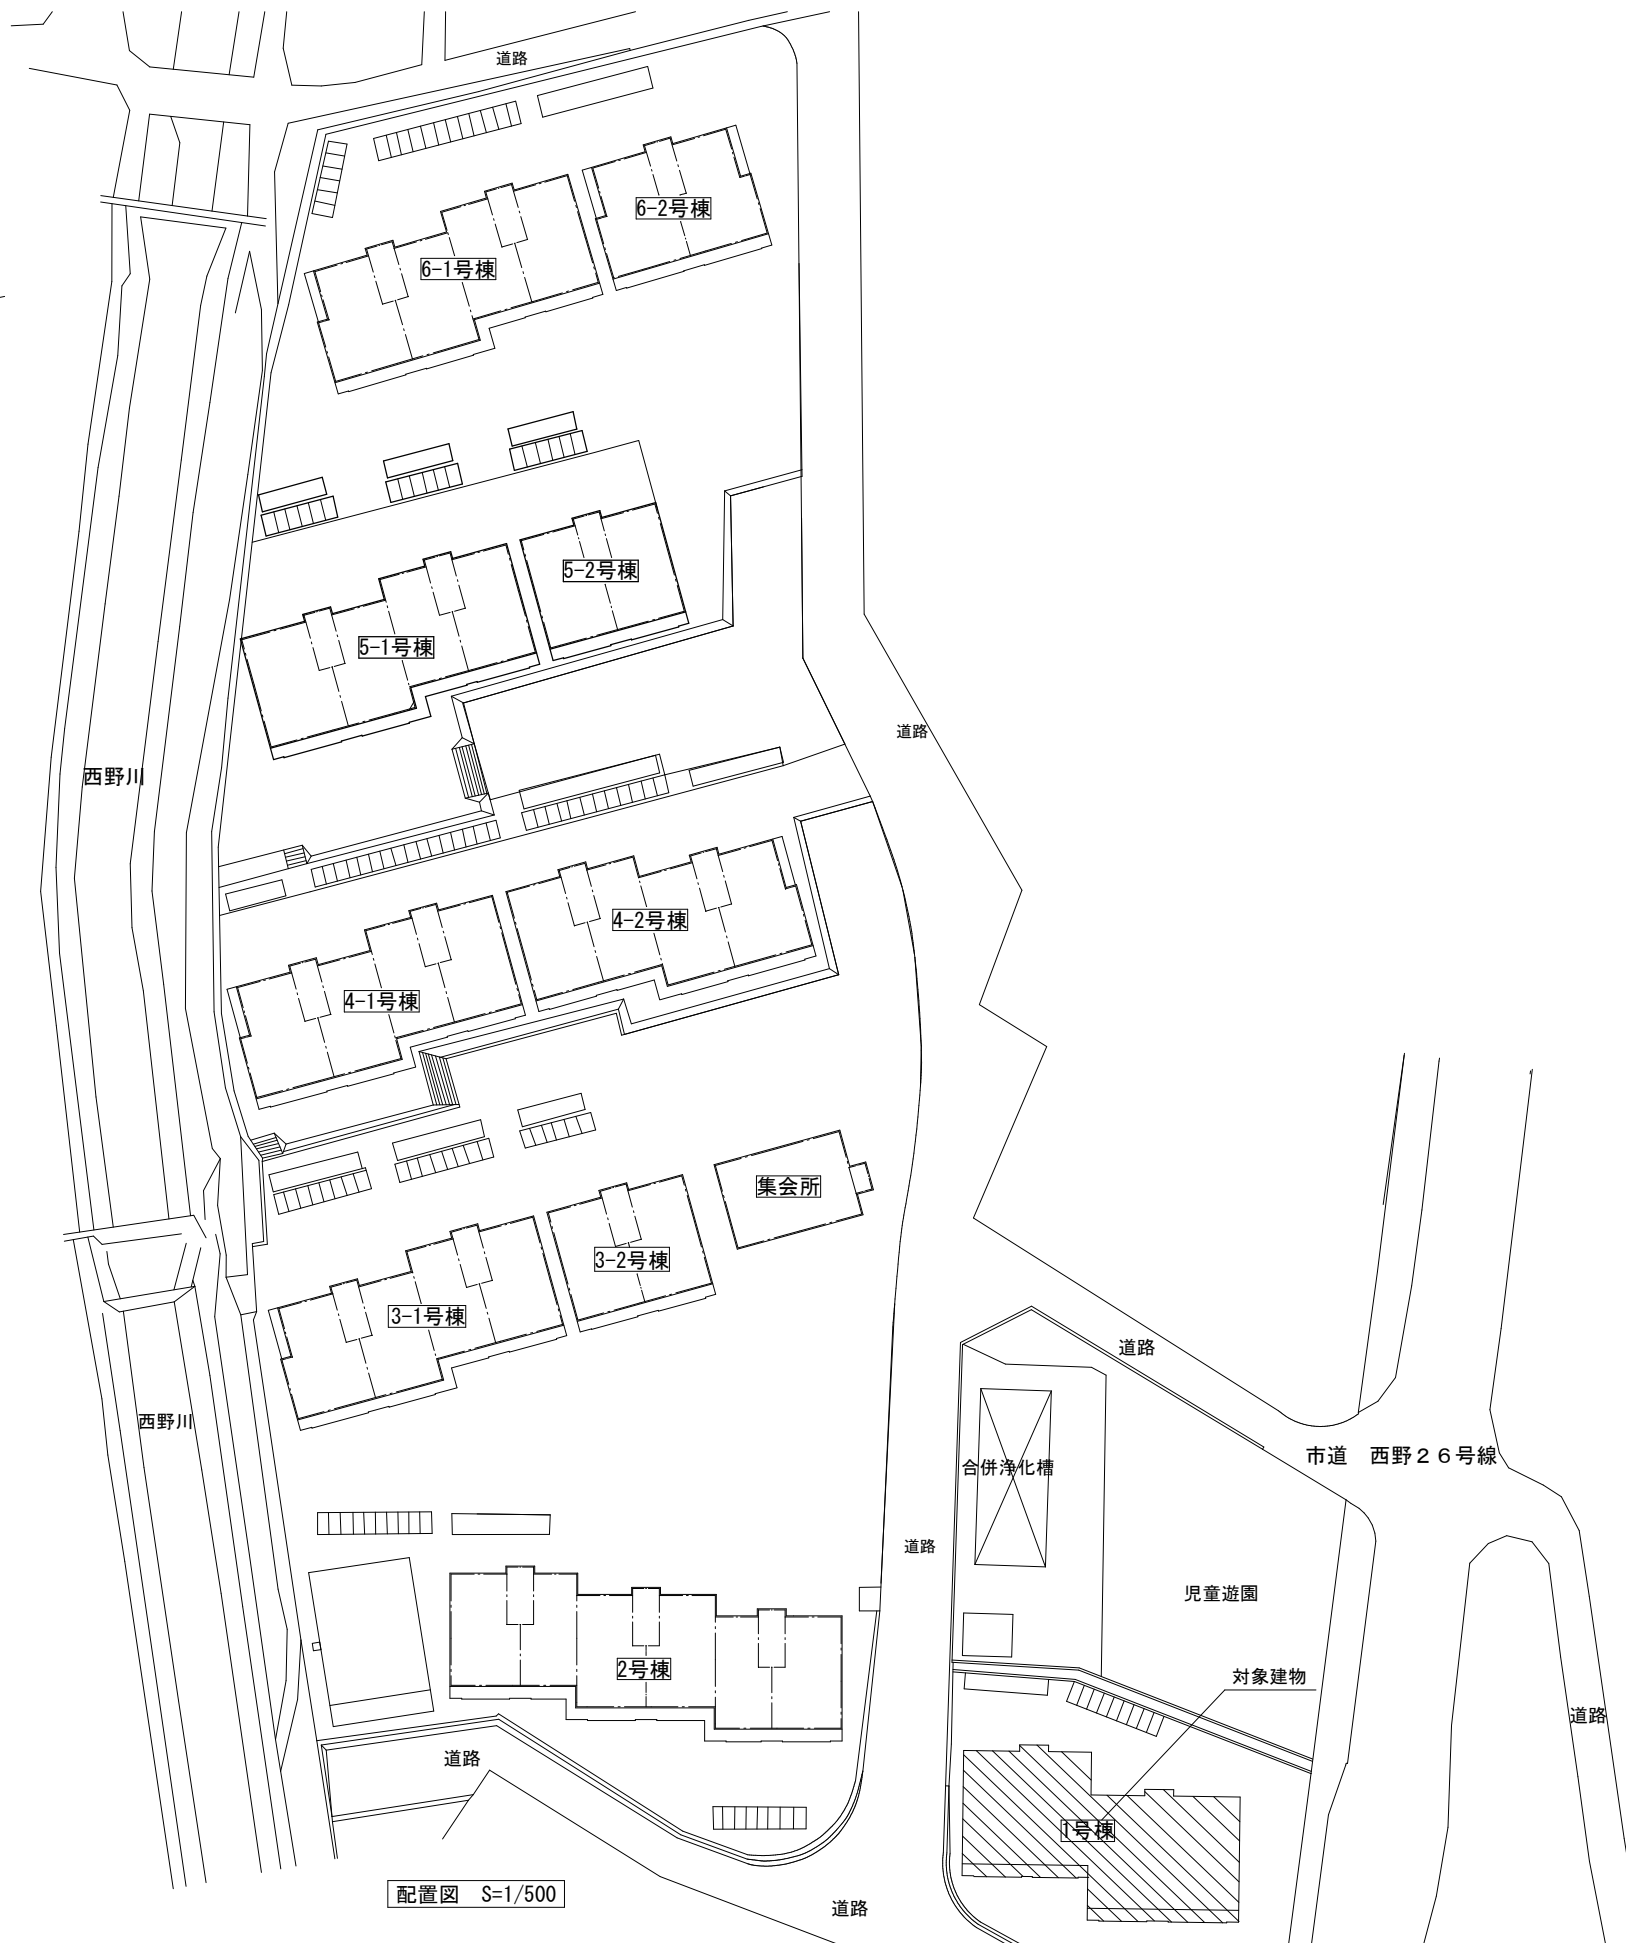 道路
6-2号棟
6-1号棟
5-2号棟
5-1号棟
道路
西野川
4-2号棟
4-1号棟
集会所
3-2号棟
3-1号棟
道路
西野川
市道　西野２６号線
合併浄化槽
道路
児童遊園
2号棟
対象建物
道路
道路
1号棟
配置図　S=1/500
道路